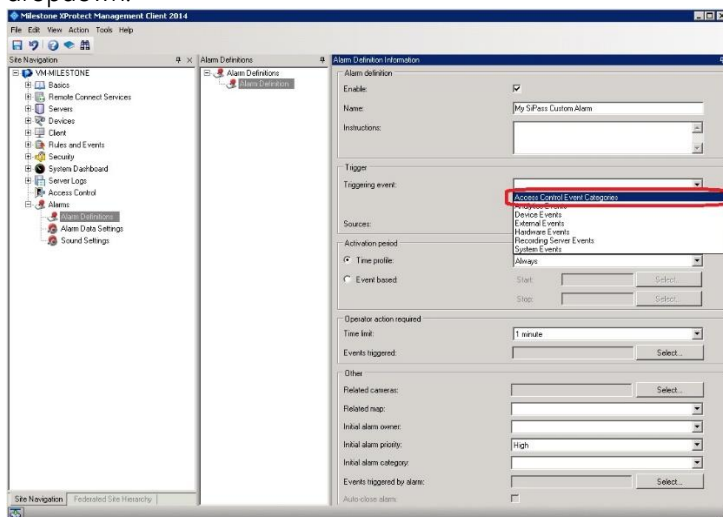 dropdown.
Milestone XProtect Management Client 2014
File Edit View Action Tools Help
Site Navigation
VM-MILESTONE
Basics
Remote Connect Services
Servers
Devices
Client
Rules and Events
Security
System Dashboard
Server Logs
Access Control
Alarms
Alarm Definitions
Alarm Data Settings
Sound Settings
Site Navigation Federated Site Hierarchy
Alarm Definitions
Alarm Definitions
Alarm Definition
Alarm Definition Information
Alarm definition
Enable:
Name: My SiPass Custom Alarm
Instructions:
Trigger
Triggering event:
Access Control Event Categories
Analytics Events
Device Events
External Events
Hardware Events
Recording Server Events
System Events
Sources:
Activation period
Time profile: Always
Event based: Start: Select...
Stop: Select...
Operator action required
Time limit: 1 minute
Events triggered: Select...
Other
Related cameras: Select...
Related map:
Initial alarm owner:
Initial alarm priority: High
Initial alarm category:
Events triggered by alarm: Select...
Auto-close alarm: